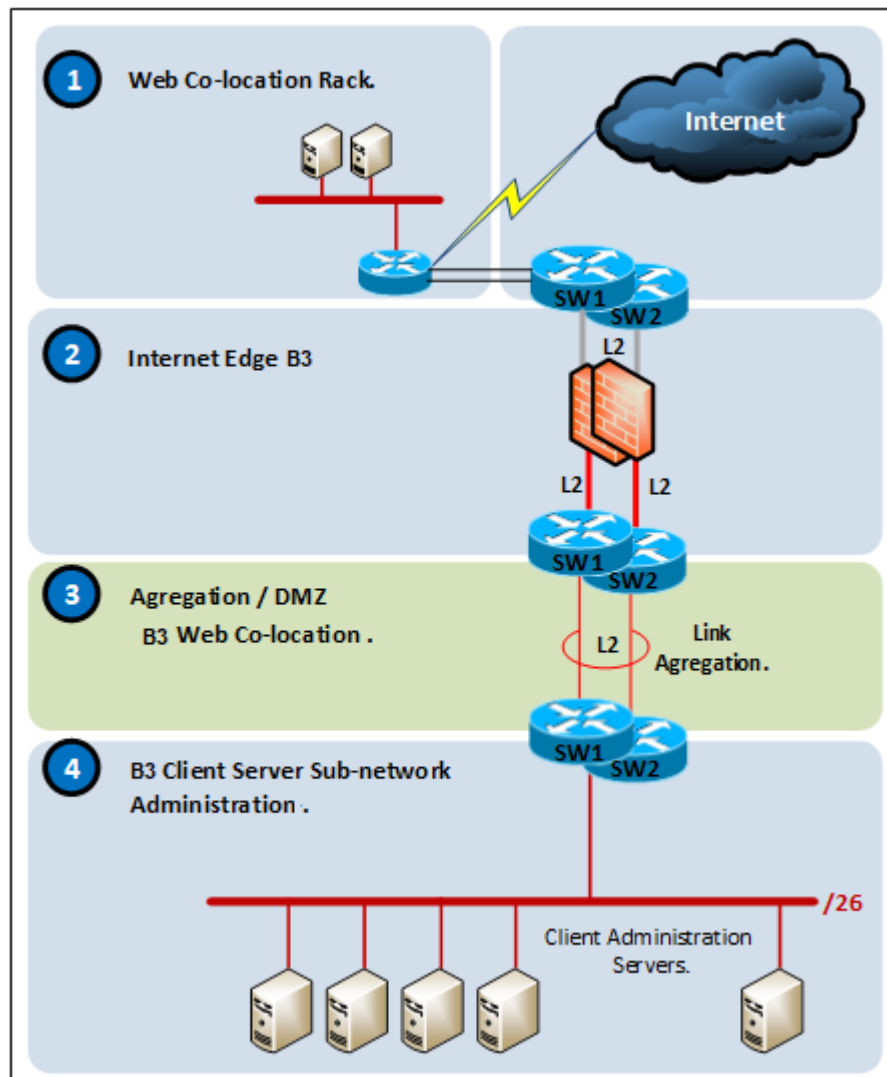 1
Web Co-location Rack.
Internet
SW1
SW2
2
Internet Edge B3
L2
L2
L2
SW1
SW2
3
Agregation / DMZ
B3 Web Co-location .
L2
Link
Agregation.
SW1
SW2
4
B3 Client Server Sub-network
Administration .
/26
Client Administration
Servers.